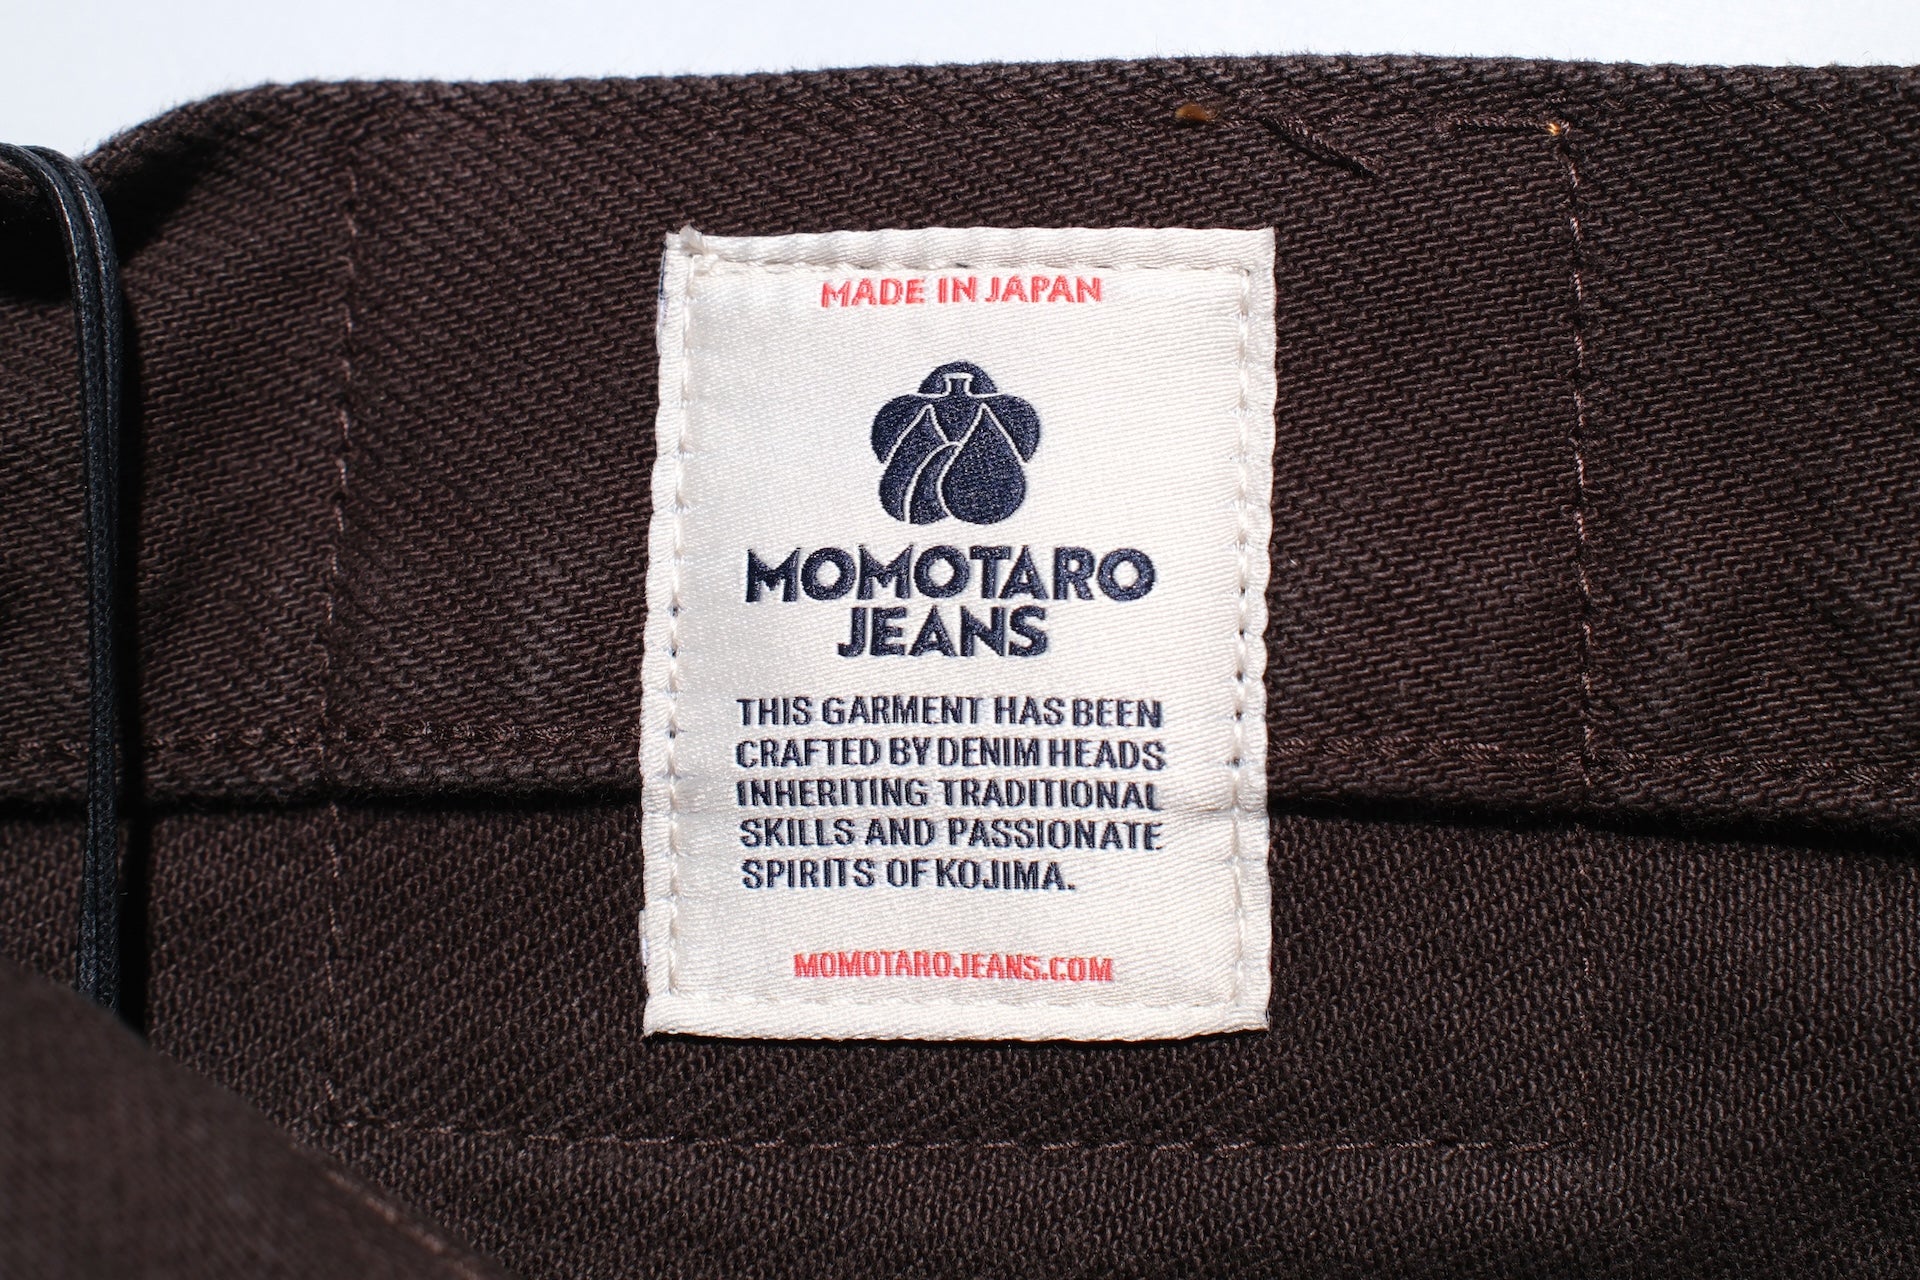 MADE IN JAPAN
MOMOTARO
JEANS
THIS GARMENT HAS BEEN
CRAFTED BY DENIM HEADS
INHERITING TRADITIONAL
SKILLS AND PASSIONATE
SPIRITS OF KOJIMA.
MOMOTAROJEANS.COM